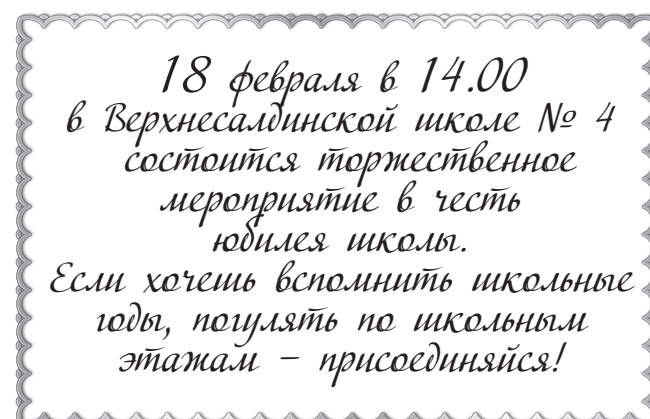 18 февраля в 14.00
в Верхнесалдинской школе № 4
состоится торжественное
мероприятие в честь
юбилея школы.
Если хочешь вспомнить школьные
годы, погулять по школьным
этажам – присоединяйся!